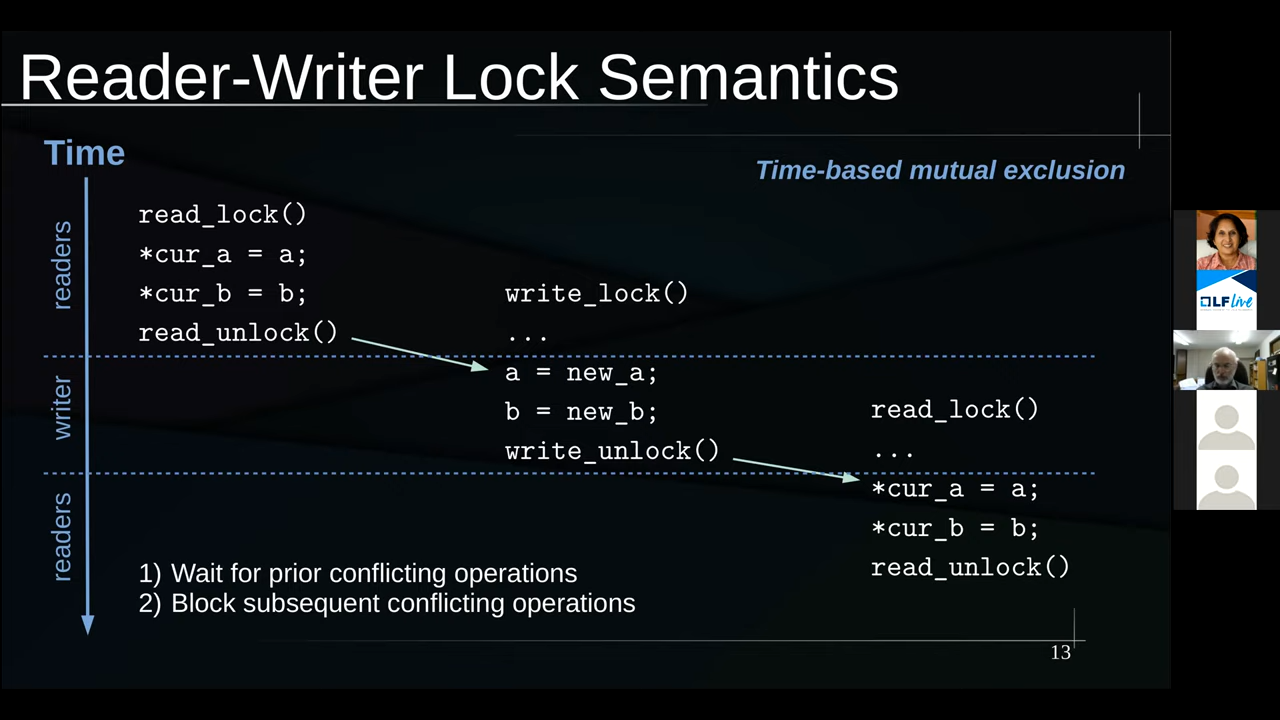 Reader-Writer Lock Semantics
Time
Time-based mutual exclusion
readers
read_lock()
*cur_a = a;
*cur_b = b;
read_unlock()
write_lock()
...
writer
a = new_a;
b = new_b;
write_unlock()
read_lock()
...
readers
*cur_a = a;
*cur_b = b;
read_unlock()
1) Wait for prior conflicting operations
2) Block subsequent conflicting operations
13
LF Live